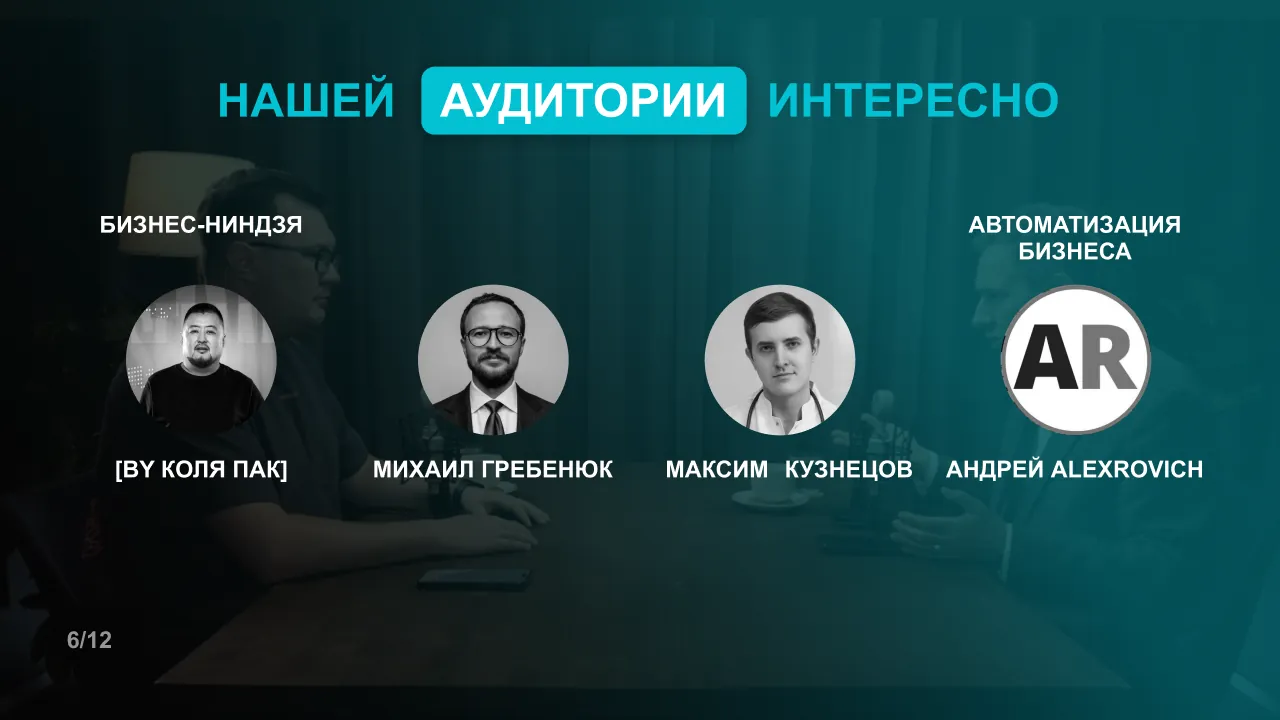 НАШЕЙ АУДИТОРИИ ИНТЕРЕСНО
БИЗНЕС-НИНДЗЯ
[BY КОЛЯ ПАК]
МИХАИЛ ГРЕБЕНЮК
МАКСИМ КУЗНЕЦОВ
АВТОМАТИЗАЦИЯ
БИЗНЕСА
AR
АНДРЕЙ ALEXROVICH
6/12